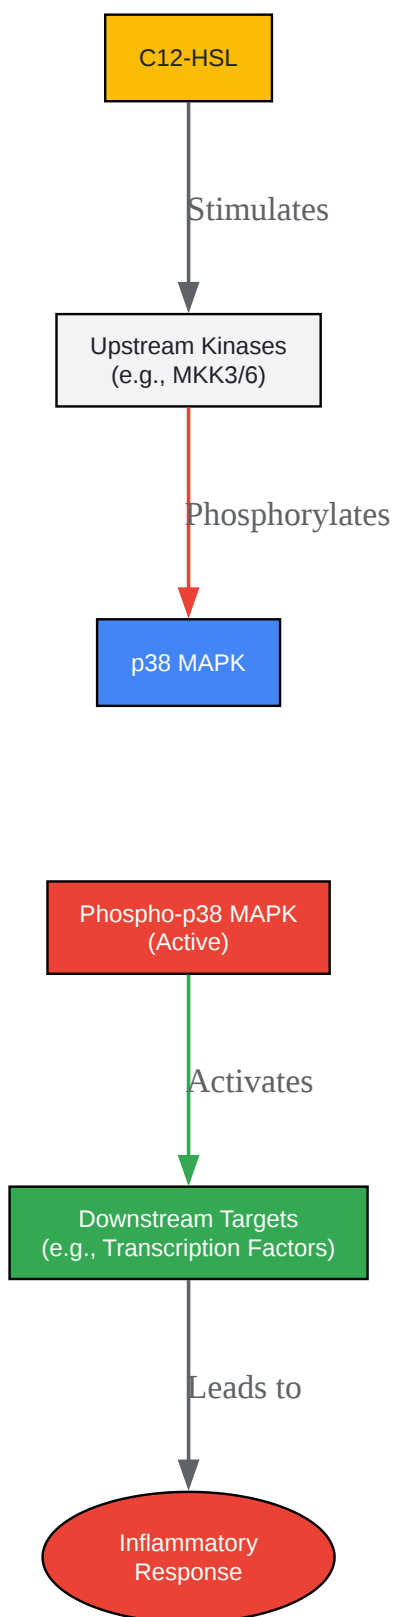 C12-HSL
Stimulates
Upstream Kinases
(e.g., MKK3/6)
Phosphorylates
p38 MAPK
Phospho-p38 MAPK
(Active)
Activates
Downstream Targets
(e.g., Transcription Factors)
Leads to
Inflammatory
Response